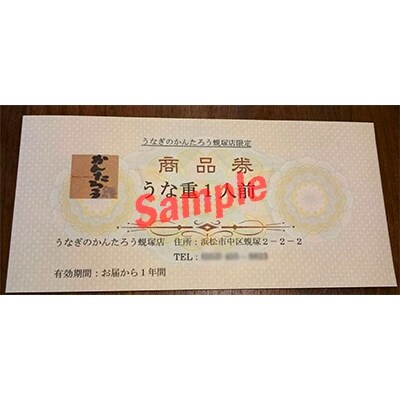 うなぎのかんたろう蜆塚店限定
かんたろう
商品券
うな重１人前
Sample
うなぎのかんたろう蜆塚店　住所：浜松市中区蜆塚２－２－２
TEL：
有効期間：お届から１年間